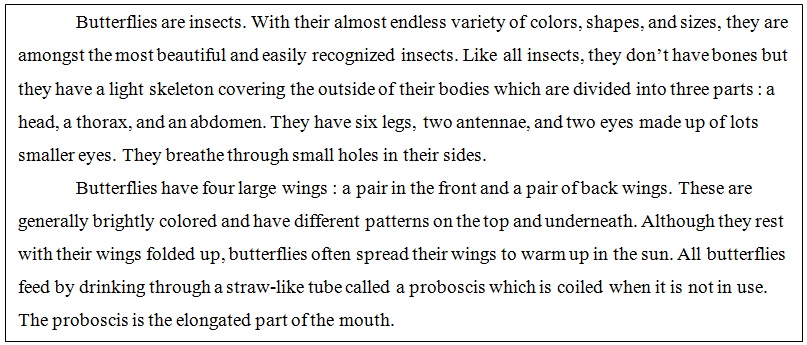 Butterflies are insects. With their almost endless variety of colors, shapes, and sizes, they are
amongst the most beautiful and easily recognized insects. Like all insects, they don't have bones but
they have a light skeleton covering the outside of their bodies which are divided into three parts : a
head, a thorax, and an abdomen. They have six legs, two antennae, and two eyes made up of lots
smaller eyes. They breathe through small holes in their sides.
Butterflies have four large wings : a pair in the front and a pair of back wings. These are
generally brightly colored and have different patterns on the top and underneath. Although they rest
with their wings folded up, butterflies often spread their wings to warm up in the sun. All butterflies
feed by drinking through a straw-like tube called a proboscis which is coiled when it is not in use.
The proboscis is the elongated part of the mouth.